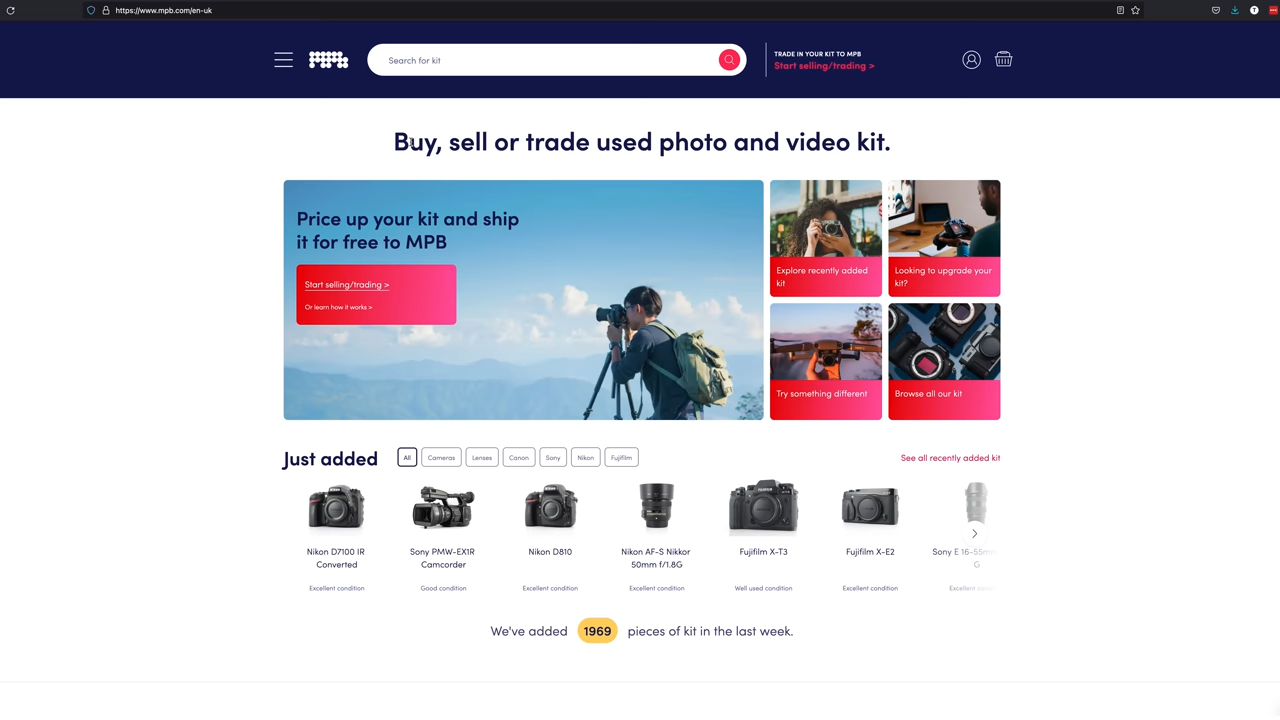 https://www.mpb.com/en-uk
mpb
Search for kit
TRADE IN YOUR KIT TO MPB
Start selling/trading >
Buy, sell or trade used photo and video kit.
Price up your kit and ship
it for free to MPB
Start selling/trading >
Or learn how it works >
Explore recently added
kit
Looking to upgrade your
kit?
Try something different
Browse all our kit
Just added
All
Cameras
Lenses
Canon
Sony
Nikon
Fujifilm
See all recently added kit
Nikon D7100 IR
Converted
Excellent condition
Sony PMW-EX1R
Camcorder
Good condition
Nikon D810
Excellent condition
Nikon AF-S Nikkor
50mm f/1.8G
Excellent condition
Fujifilm X-T3
Well used condition
Fujifilm X-E2
Excellent condition
Sony E 16-55mm
G
Excellent
We've added 1969 pieces of kit in the last week.